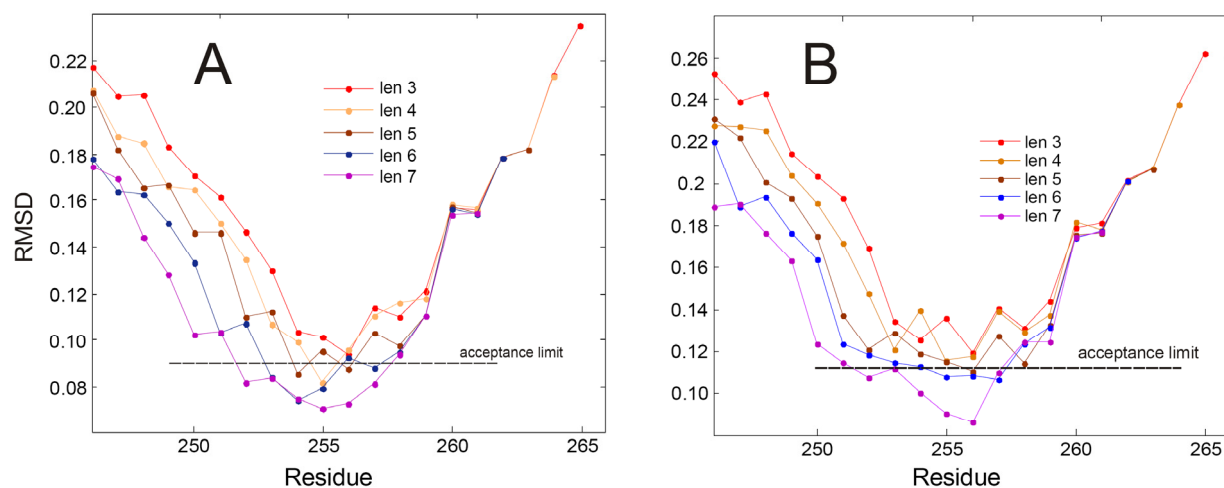 A
RMSD
0.22
0.20
0.18
0.16
0.14
0.12
0.10
0.08
len 3
len 4
len 5
len 6
len 7
acceptance limit
250
255
260
265
Residue
B
0.26
0.24
0.22
0.2
0.18
0.16
0.14
0.12
0.10
len 3
len 4
len 5
len 6
len 7
acceptance limit
250
255
260
265
Residue